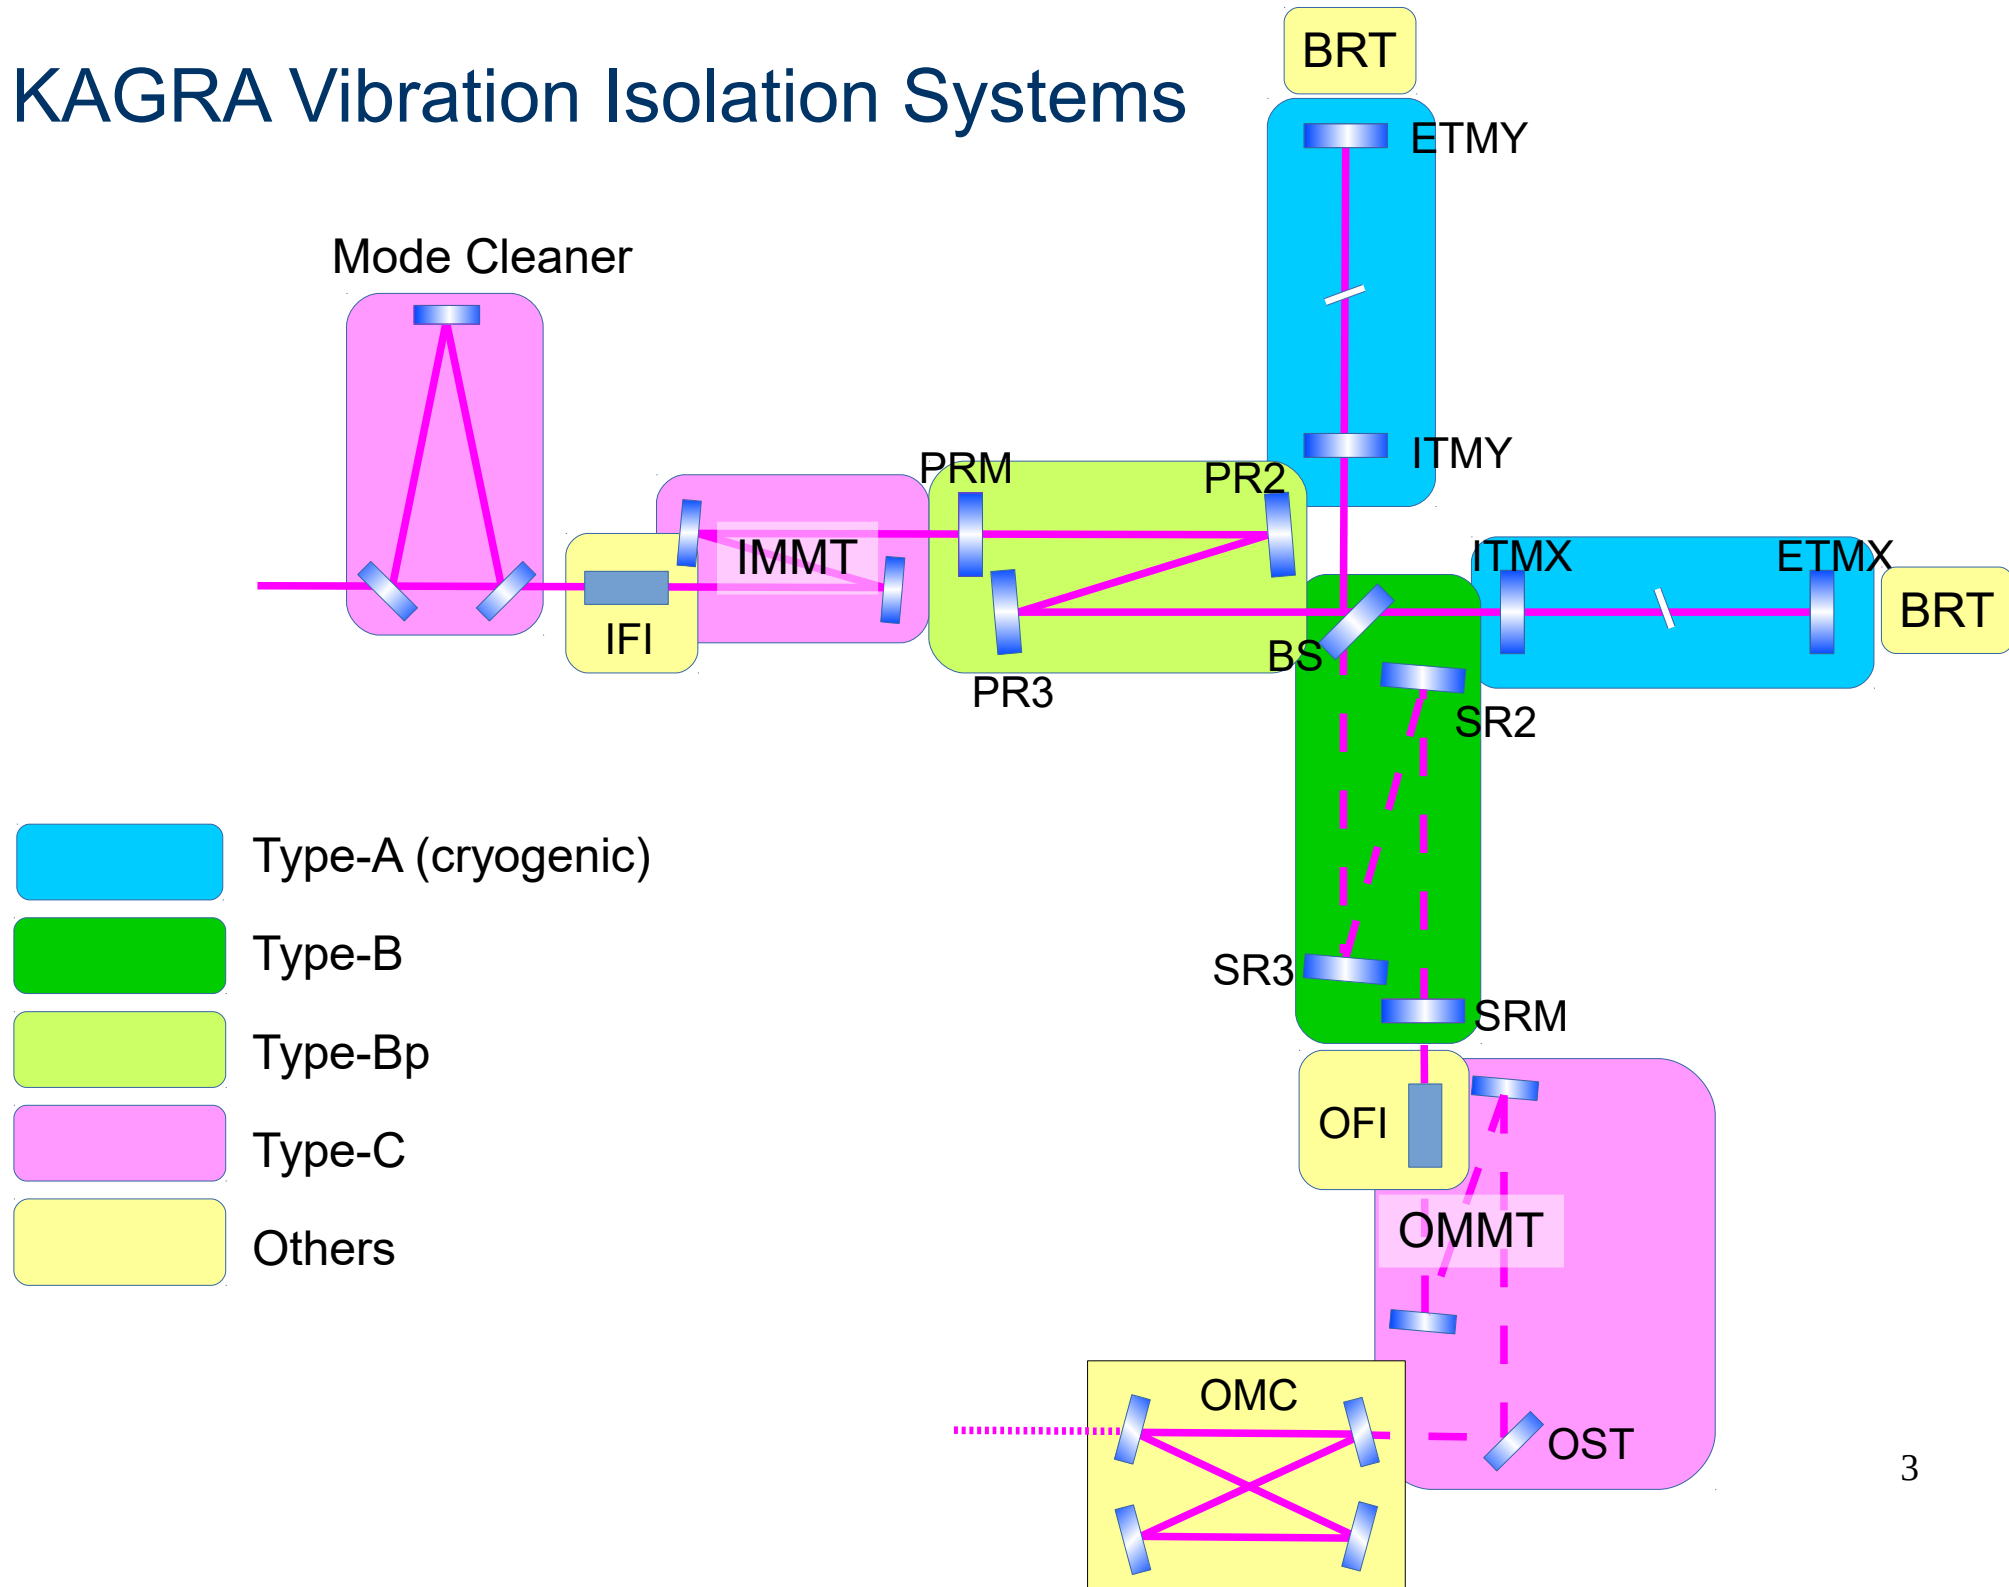 BRT
KAGRA Vibration Isolation Systems
ETMY
Mode Cleaner
ITMY
PRM
PR2
IMMT
ITMX
ETMX
BRT
IFI
BS
PR3
SR2
Type-A (cryogenic)
Type-B
SR3
SRM
Type-Bp
OFI
Type-C
OMMT
Others
OMC
OST
3